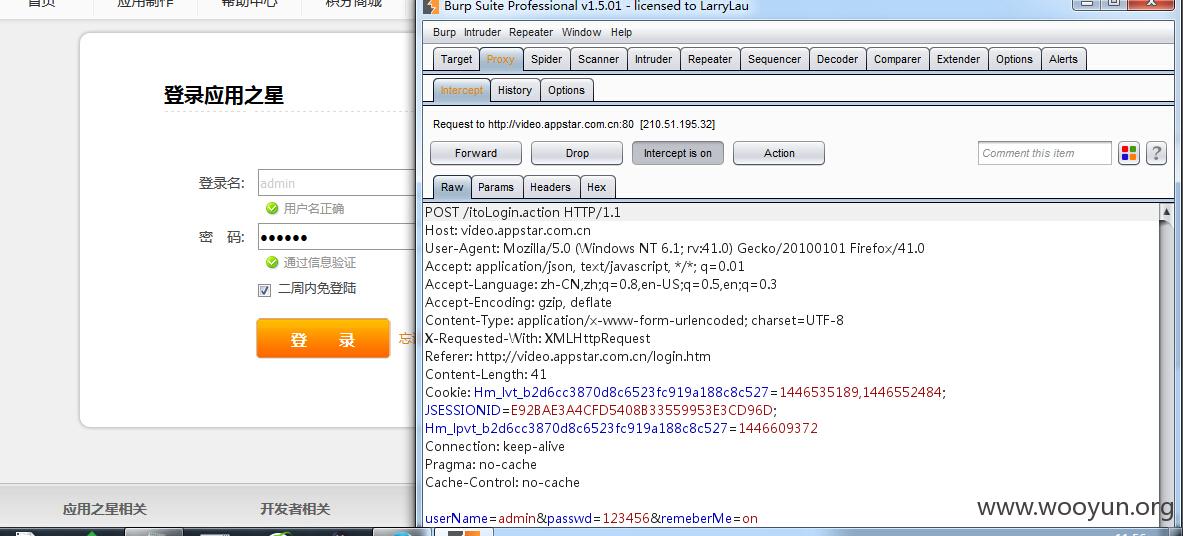 首页 应用制作 帮助中心 积分商城
登录应用之星
登录名: admin
用户名正确
密 码: ●●●●●●
通过信息验证
二周内免登陆
登 录
应用之星相关 开发者相关
Burp Suite Professional v1.5.01 - licensed to LarryLau
Burp Intruder Repeater Window Help
Target Proxy Spider Scanner Intruder Repeater Sequencer Decoder Comparer Extender Options Alerts
Intercept History Options
Request to http://video.appstar.com.cn:80 [210.51.195.32]
Forward Drop Intercept is on Action Comment this item ?
Raw Params Headers Hex
POST /itoLogin.action HTTP/1.1
Host: video.appstar.com.cn
User-Agent: Mozilla/5.0 (Windows NT 6.1; rv:41.0) Gecko/20100101 Firefox/41.0
Accept: application/json, text/javascript, */*; q=0.01
Accept-Language: zh-CN,zh;q=0.8,en-US;q=0.5,en;q=0.3
Accept-Encoding: gzip, deflate
Content-Type: application/x-www-form-urlencoded; charset=UTF-8
X-Requested-With: XMLHttpRequest
Referer: http://video.appstar.com.cn/login.htm
Content-Length: 41
Cookie: Hm_lvt_b2d6cc3870d8c6523fc919a188c8c527=1446535189,1446552484;
JSESSIONID=E92BAE3A4CFD5408B33559953E3CD96D;
Hm_lpvt_b2d6cc3870d8c6523fc919a188c8c527=1446609372
Connection: keep-alive
Pragma: no-cache
Cache-Control: no-cache
userName=admin&passwd=123456&remeberMe=on
www.wooyun.org